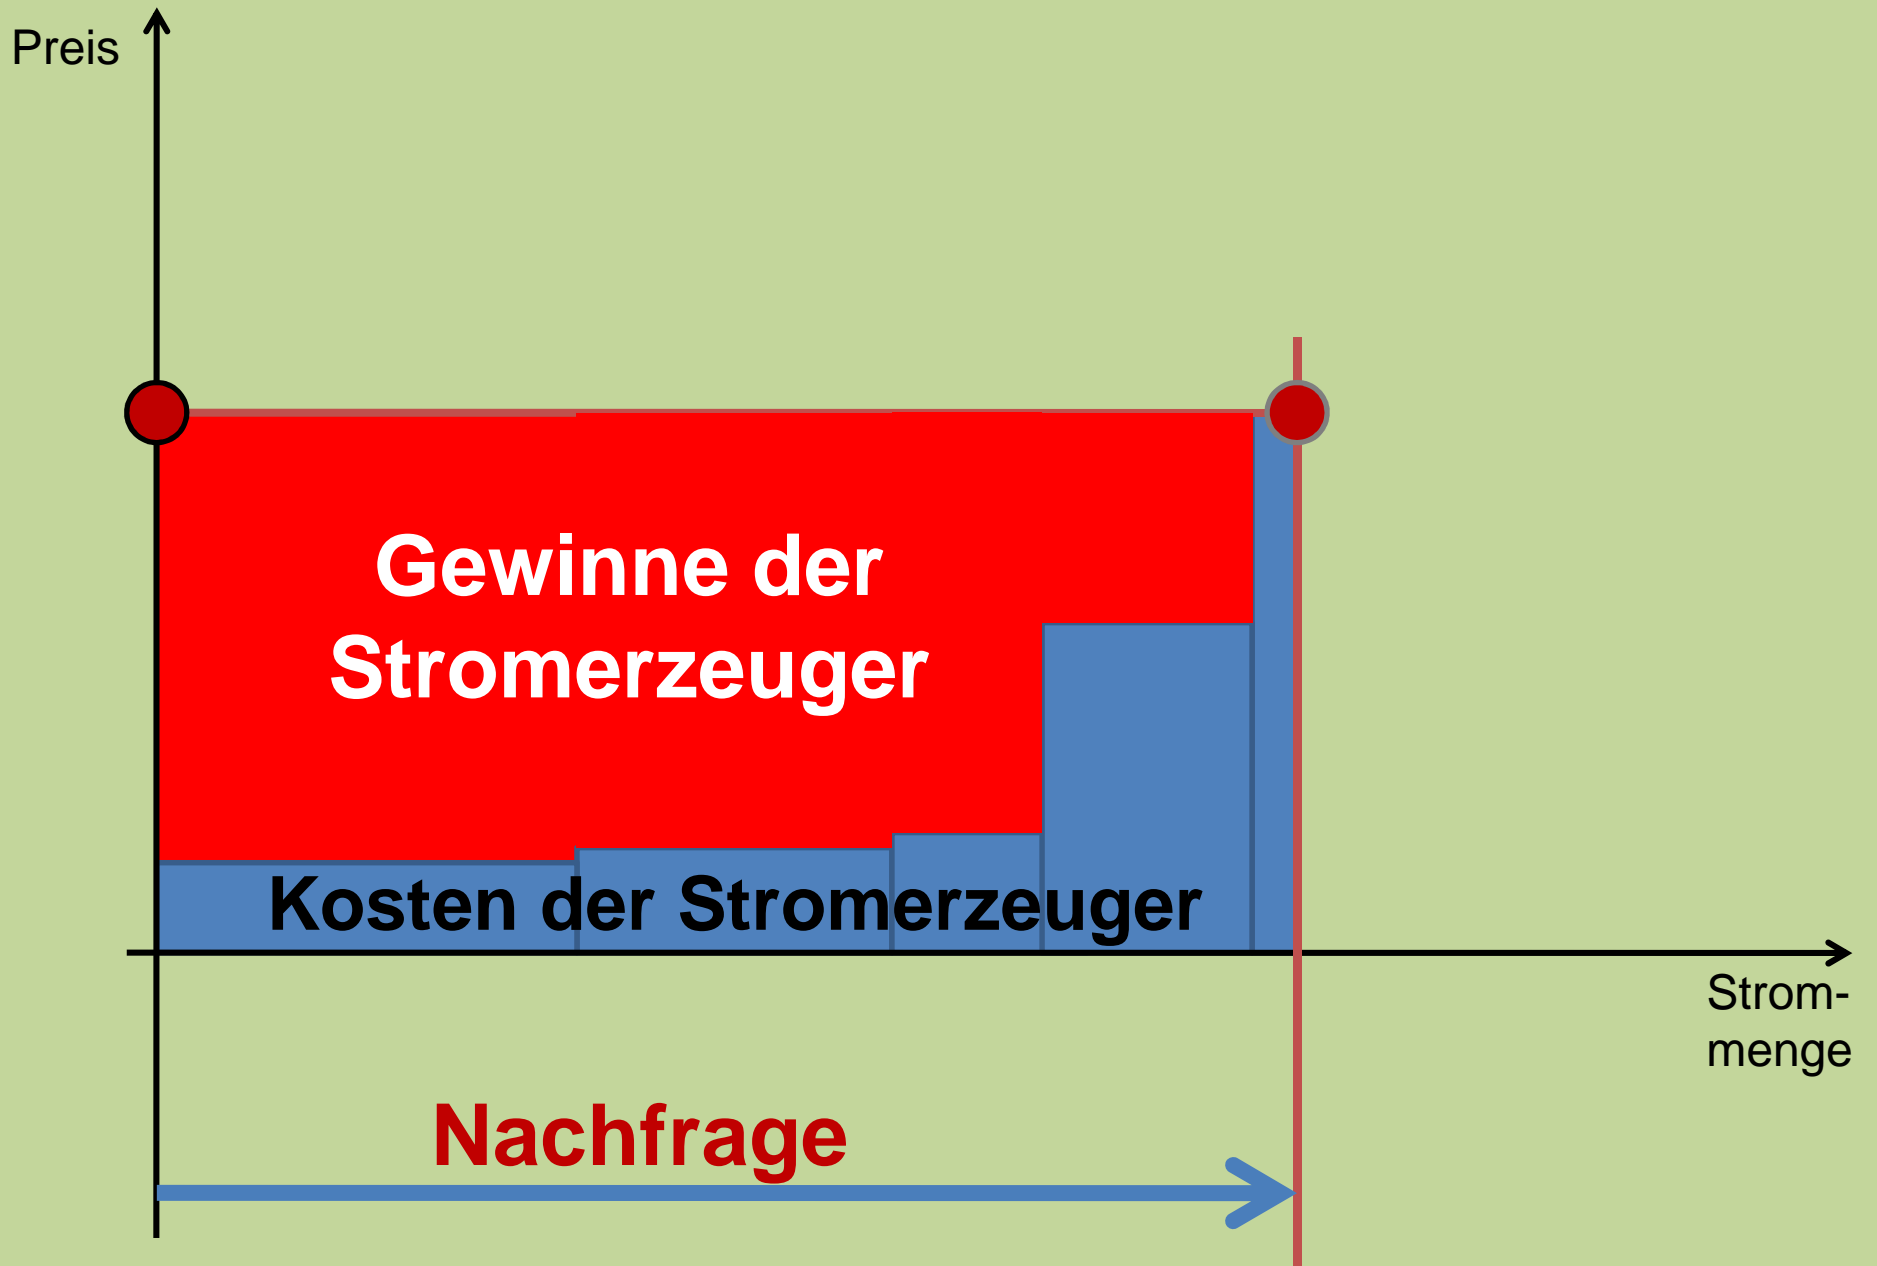 Preis
Gewinne der
Stromerzeuger
Kosten der Stromerzeuger
Strom-
menge
Nachfrage